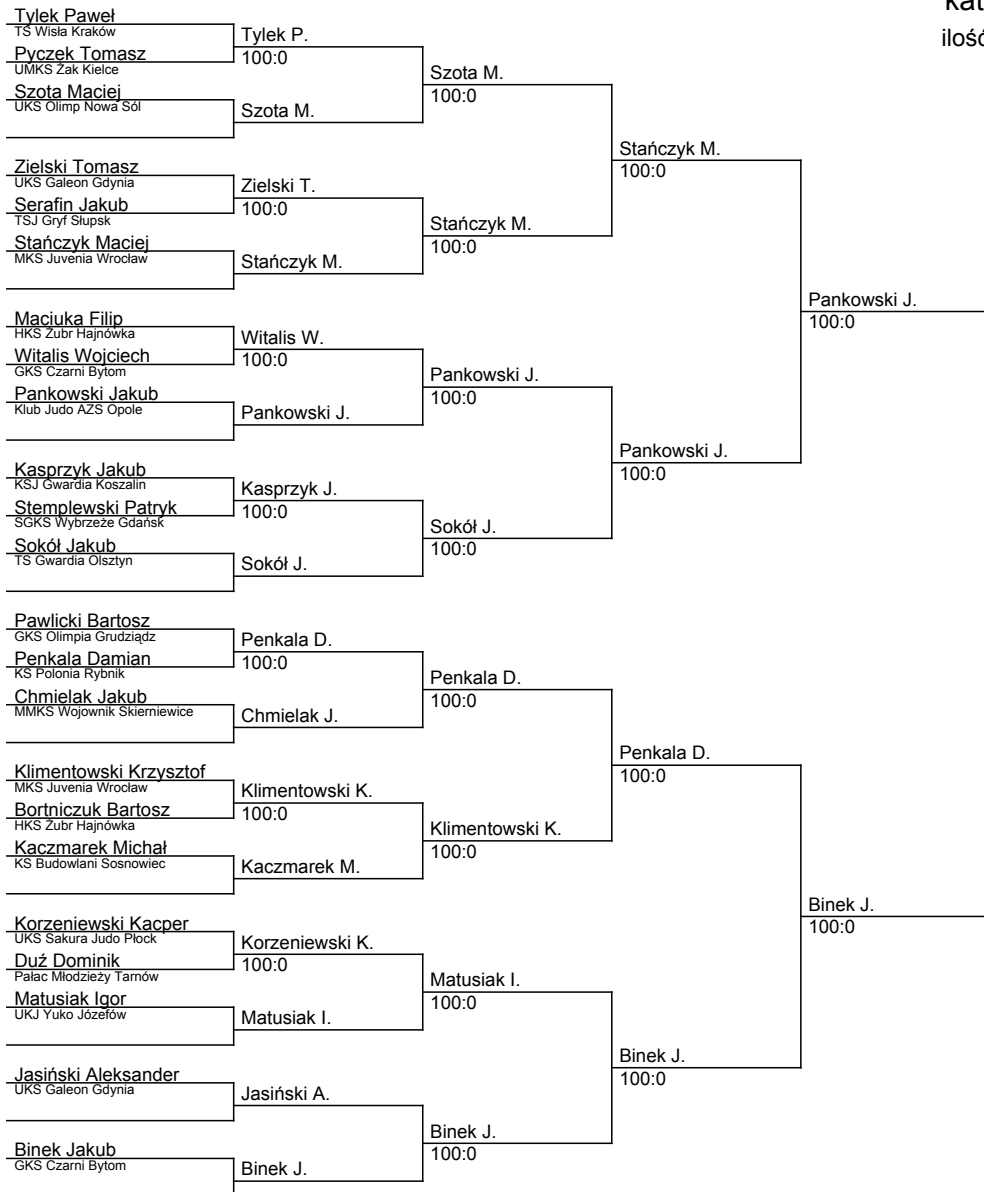 kat
ilość
Tylek Paweł
TS Wisła Kraków
Pyczek Tomasz
UMKS Żak Kielce
Szota Maciej
UKS Olimp Nowa Sól
Zielski Tomasz
UKS Galeon Gdynia
Serafin Jakub
TSJ Gryf Słupsk
Stańczyk Maciej
MKS Juvenia Wrocław
Maciuka Filip
HKS Żubr Hajnówka
Witalis Wojciech
GKS Czarni Bytom
Pankowski Jakub
Klub Judo AZS Opole
Kasprzyk Jakub
KSJ Gwardia Koszalin
Stemplewski Patryk
SGKS Wybrzeże Gdańsk
Sokół Jakub
TS Gwardia Olsztyn
Pawlicki Bartosz
GKS Olimpia Grudziądz
Penkala Damian
KS Polonia Rybnik
Chmielak Jakub
MMKS Wojownik Skierniewice
Klimentowski Krzysztof
MKS Juvenia Wrocław
Bortniczuk Bartosz
HKS Żubr Hajnówka
Kaczmarek Michał
KS Budowlani Sosnowiec
Korzeniewski Kacper
UKS Sakura Judo Płock
Duź Dominik
Pałac Młodzieży Tarnów
Matusiak Igor
UKJ Yuko Józefów
Jasiński Aleksander
UKS Galeon Gdynia
Binek Jakub
GKS Czarni Bytom
Tylek P.
100:0
Szota M.
Zielski T.
100:0
Stańczyk M.
Witalis W.
100:0
Pankowski J.
Kasprzyk J.
100:0
Sokół J.
Penkala D.
100:0
Chmielak J.
Klimentowski K.
100:0
Kaczmarek M.
Korzeniewski K.
100:0
Matusiak I.
Jasiński A.
Binek J.
Szota M.
100:0
Stańczyk M.
100:0
Pankowski J.
100:0
Sokół J.
100:0
Penkala D.
100:0
Klimentowski K.
100:0
Matusiak I.
100:0
Binek J.
100:0
Stańczyk M.
100:0
Pankowski J.
100:0
Penkala D.
100:0
Binek J.
100:0
Pankowski J.
100:0
Binek J.
100:0